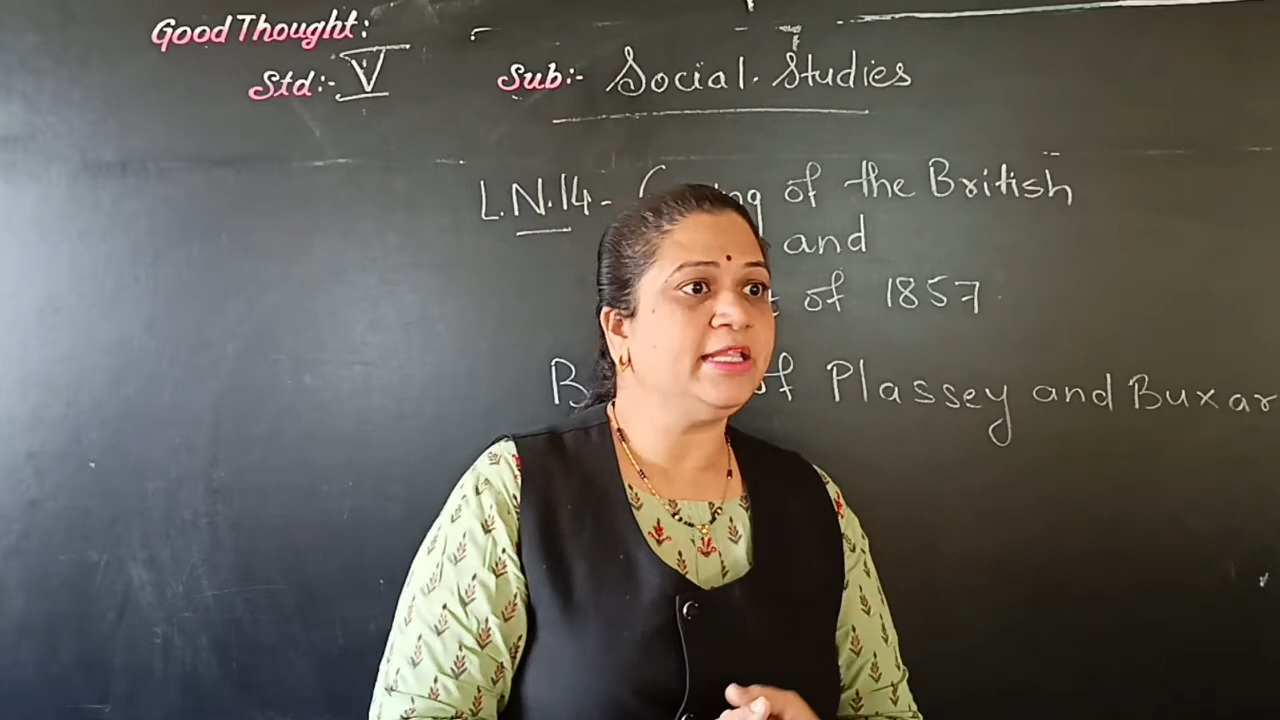 Good Thought:
Std:- V
Sub:- Social Studies
L.N.14- of the British
and
of 1857
of Plassey and Buxar